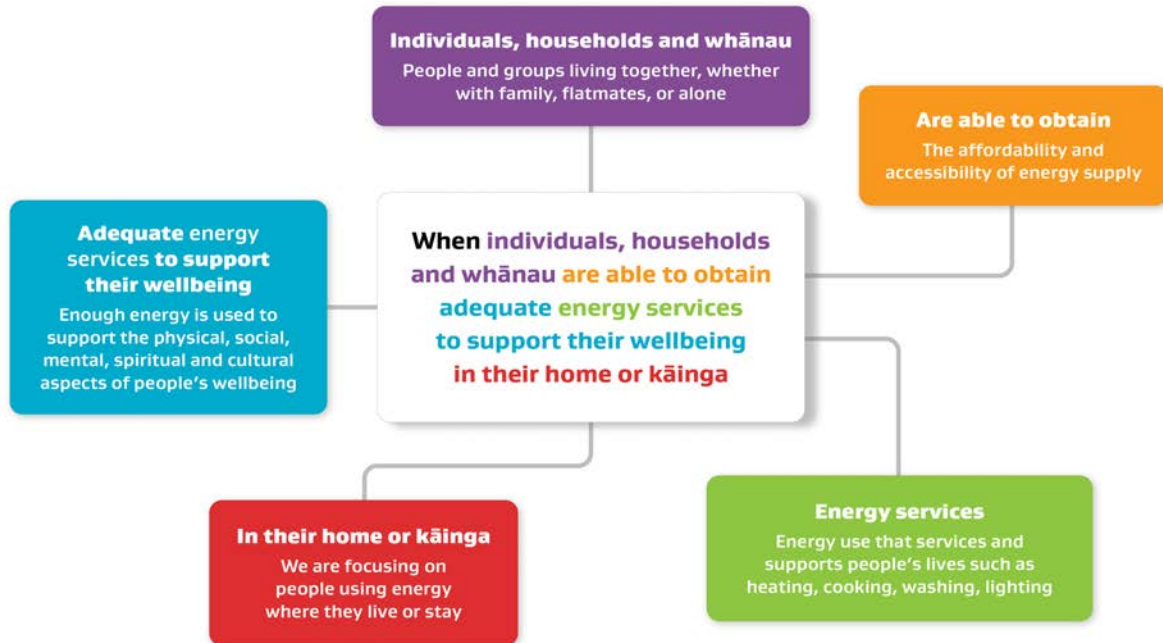 Individuals, households and whānau
People and groups living together, whether
with family, flatmates, or alone
Are able to obtain
The affordability and
accessibility of energy supply
Adequate energy
services to support
their wellbeing
Enough energy is used to
support the physical, social,
mental, spiritual and cultural
aspects of people's wellbeing
When individuals, households
and whānau are able to obtain
adequate energy services
to support their wellbeing
in their home or kāinga
In their home or kāinga
We are focusing on
people using energy
where they live or stay
Energy services
Energy use that services and
supports people's lives such as
heating, cooking, washing, lighting